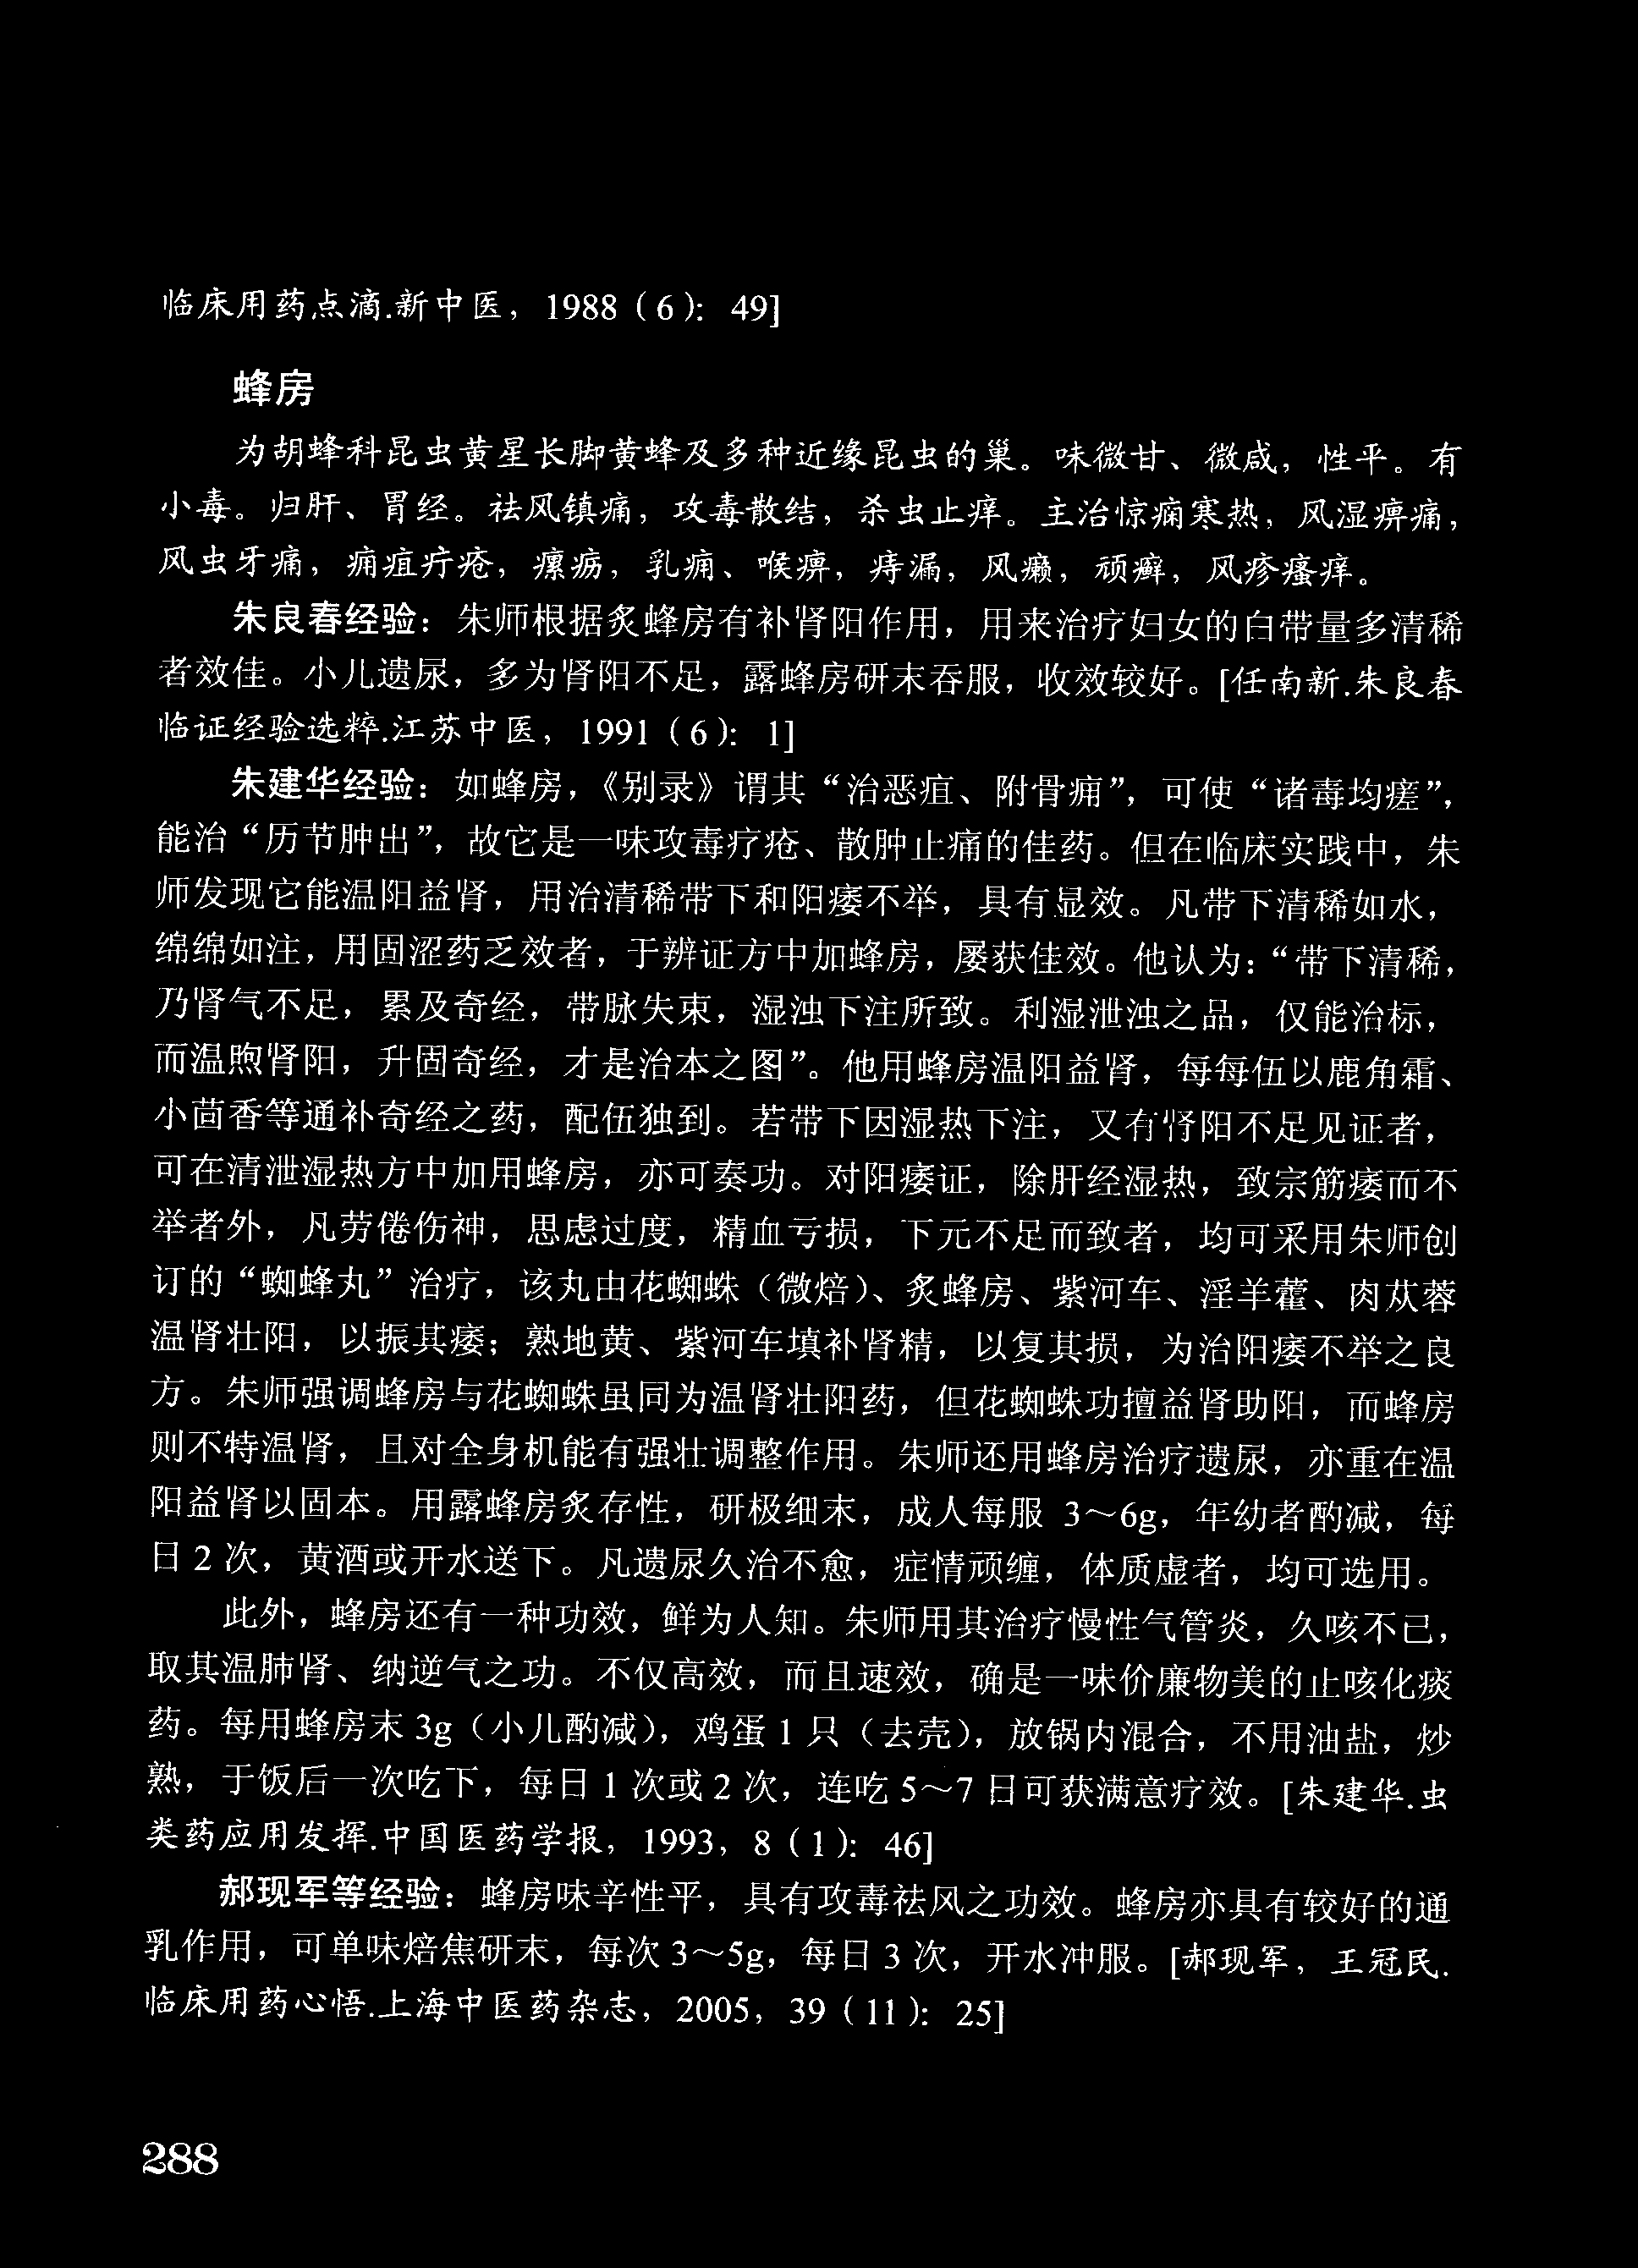 临床用药点滴.新中医，1988（6）：49]
蜂房
为胡蜂科昆虫黄星长脚黄蜂及多种近缘昆虫的巢。味微甘、微咸，性平。有
小毒。归肝、胃经。祛风镇痛，攻毒散结，杀虫止痒。主治惊痫寒热，风湿痹痛，
风虫牙痛，痈疽疔疮，瘰疬，乳痈、喉痹，痔漏，风癞，顽癣，风疹瘙痒。
朱良春经验：朱师根据炙蜂房有补肾阳作用，用来治疗妇女的白带量多清稀
者效佳。小儿遗尿，多为肾阳不足，露蜂房研末吞服，收效较好。[任南新.朱良春
临证经验选粹.江苏中医，1991（6）：1]
朱建华经验：如蜂房，《别录》谓其“治恶疽、附骨痈”，可使“诸毒均瘥”，
能治“历节肿出”，故它是一味攻毒疗疮、散肿止痛的佳药。但在临床实践中，朱
师发现它能温阳益肾，用治清稀带下和阳痿不举，具有显效。凡带下清稀如水，
绵绵如注，用固涩药乏效者，于辨证方中加蜂房，屡获佳效。他认为：“带下清稀，
乃肾气不足，累及奇经，带脉失束，湿浊下注所致。利湿泄浊之品，仅能治标，
而温煦肾阳，升固奇经，才是治本之图”。他用蜂房温阳益肾，每每伍以鹿角霜、
小茴香等通补奇经之药，配伍独到。若带下因湿热下注，又有肾阳不足见证者，
可在清泄湿热方中加用蜂房，亦可奏功。对阳痿证，除肝经湿热，致宗筋痿而不
举者外，凡劳倦伤神，思虑过度，精血亏损，下元不足而致者，均可采用朱师创
订的“蜘蜂丸”治疗，该丸由花蜘蛛（微焙）、炙蜂房、紫河车、淫羊藿、肉苁蓉
温肾壮阳，以振其痿；熟地黄、紫河车填补肾精，以复其损，为治阳痿不举之良
方。朱师强调蜂房与花蜘蛛虽同为温肾壮阳药，但花蜘蛛功擅益肾助阳，而蜂房
则不特温肾，且对全身机能有强壮调整作用。朱师还用蜂房治疗遗尿，亦重在温
阳益肾以固本。用露蜂房炙存性，研极细末，成人每服 3～6g，年幼者酌减，每
日 2 次，黄酒或开水送下。凡遗尿久治不愈，症情顽缠，体质虚者，均可选用。
此外，蜂房还有一种功效，鲜为人知。朱师用其治疗慢性气管炎，久咳不已，
取其温肺肾、纳逆气之功。不仅高效，而且速效，确是一味价廉物美的止咳化痰
药。每用蜂房末 3g（小儿酌减），鸡蛋 1 只（去壳），放锅内混合，不用油盐，炒
熟，于饭后一次吃下，每日 1 次或 2 次，连吃 5～7 日可获满意疗效。[朱建华.虫
类药应用发挥.中国医药学报，1993，8（1）：46]
郝现军等经验：蜂房味辛性平，具有攻毒祛风之功效。蜂房亦具有较好的通
乳作用，可单味焙焦研末，每次 3～5g，每日 3 次，开水冲服。[郝现军，王冠民.
临床用药心悟.上海中医药杂志，2005，39（11）：25]
288